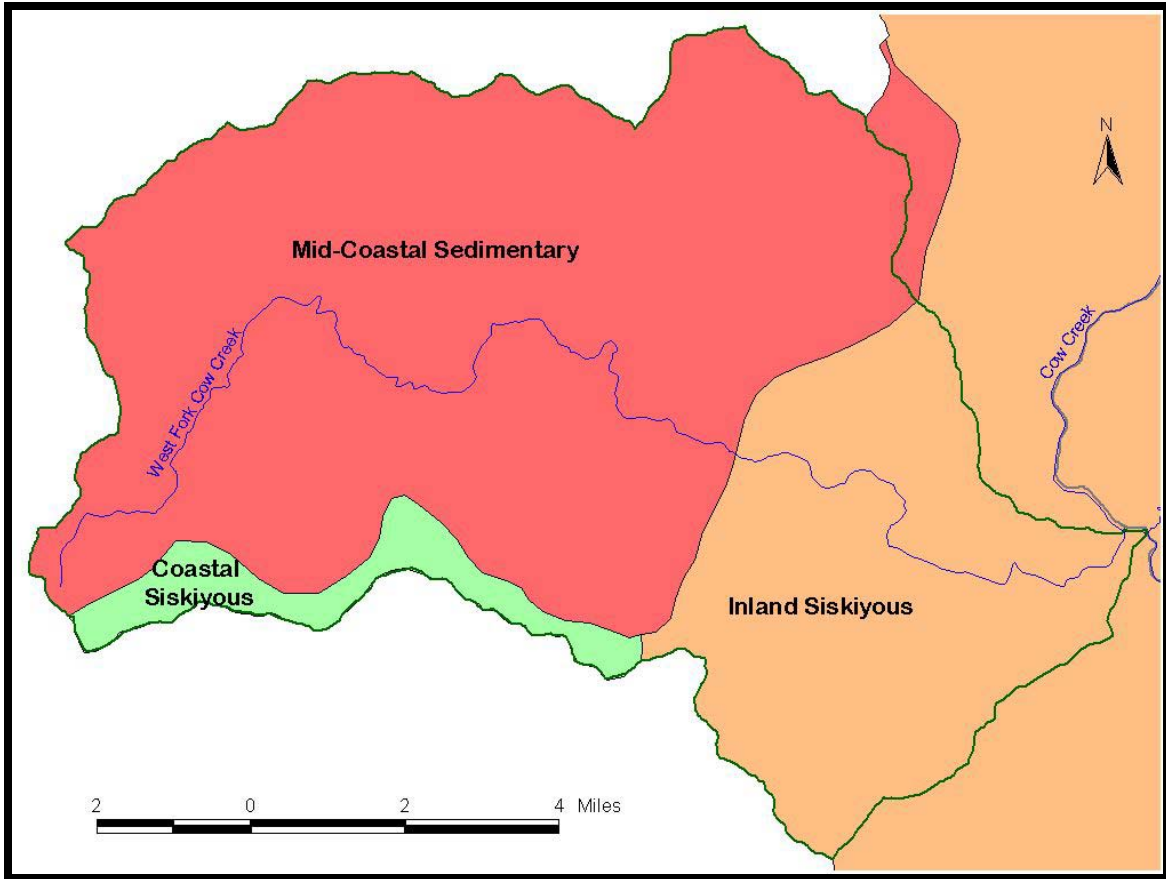 N
Mid-Coastal Sedimentary
West Fork Cow Creek
Cow Creek
Coastal
Siskiyous
Inland Siskiyous
2 0 2 4 Miles